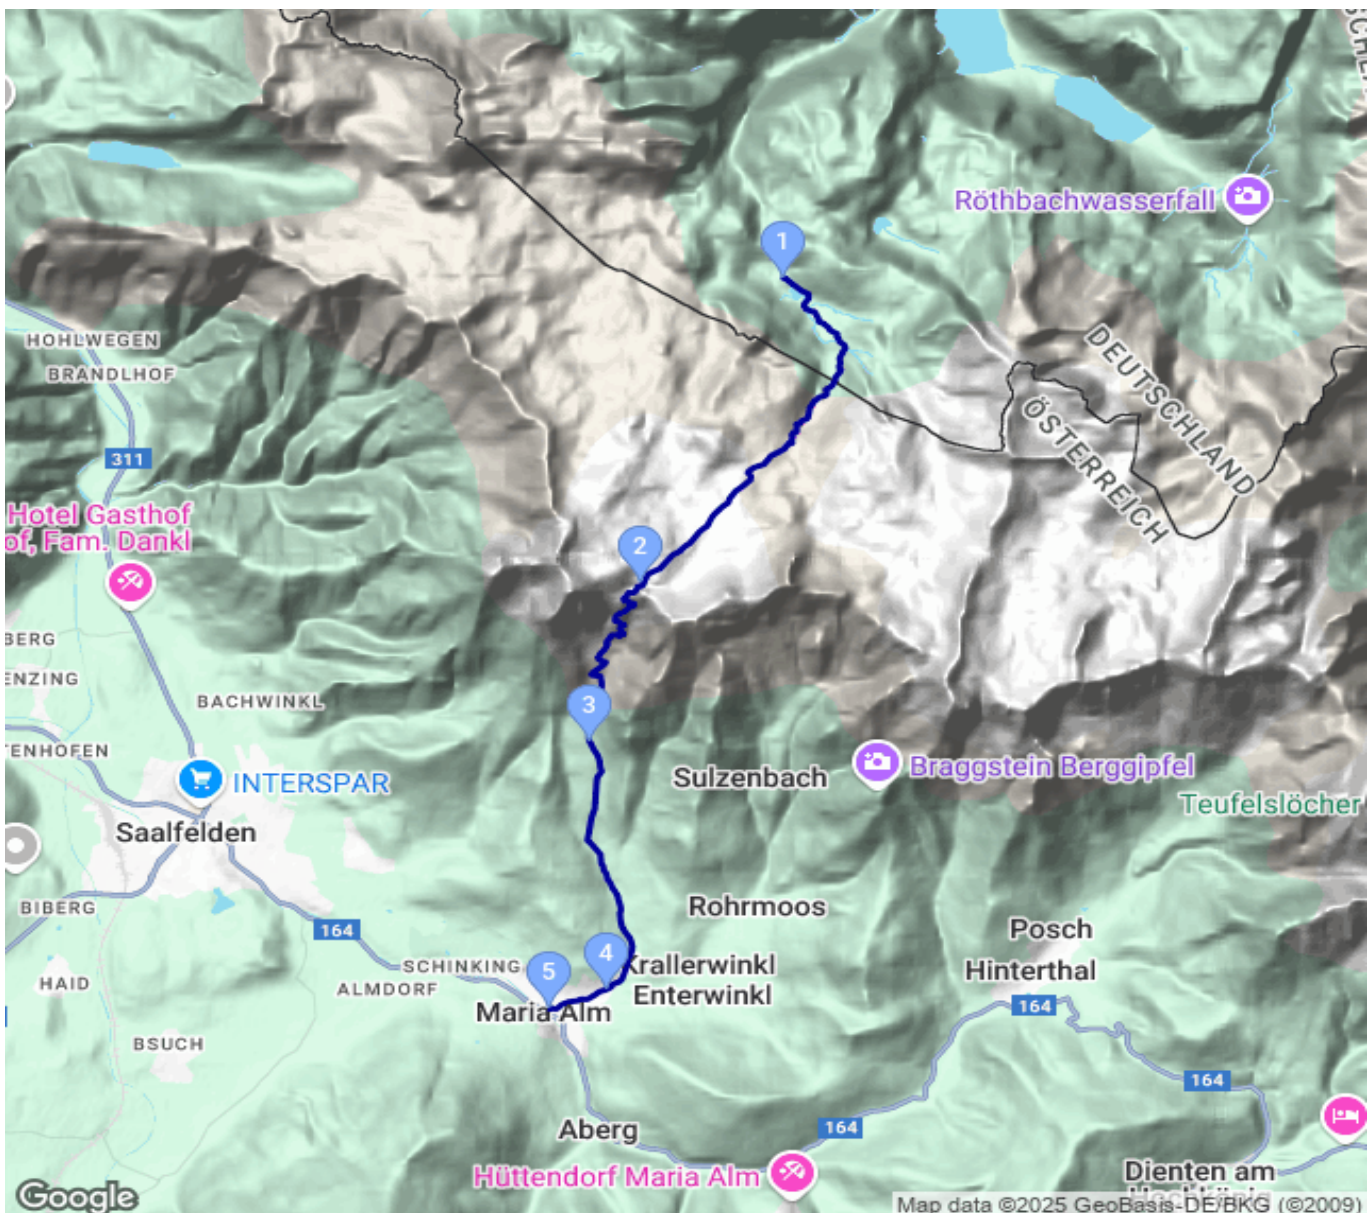 Röthbachwasserfall
1
HOHLWEGEN
BRANDLHOF
DEUTSCHLAND
ÖSTERREICH
311
Hotel Gasthof
of, Fam. Dankl
2
BERG
ENZING
BACHWINKL
3
TENHOFEN
INTERSPAR
Sulzenbach
Braggstein Berggipfel
Teufelslöcher
Saalfelden
BIBERG
164
Rohrmoos
Posch
HAID
SCHINKING
ALMDORF
5
4
Krallerwinkl
Enterwinkl
Hinterthal
Maria Alm
164
BSUCH
164
Aberg
164
Hüttendorf Maria Alm
Dienten am
Google
Map data ©2025 GeoBasis-DE/BKG (©2009)